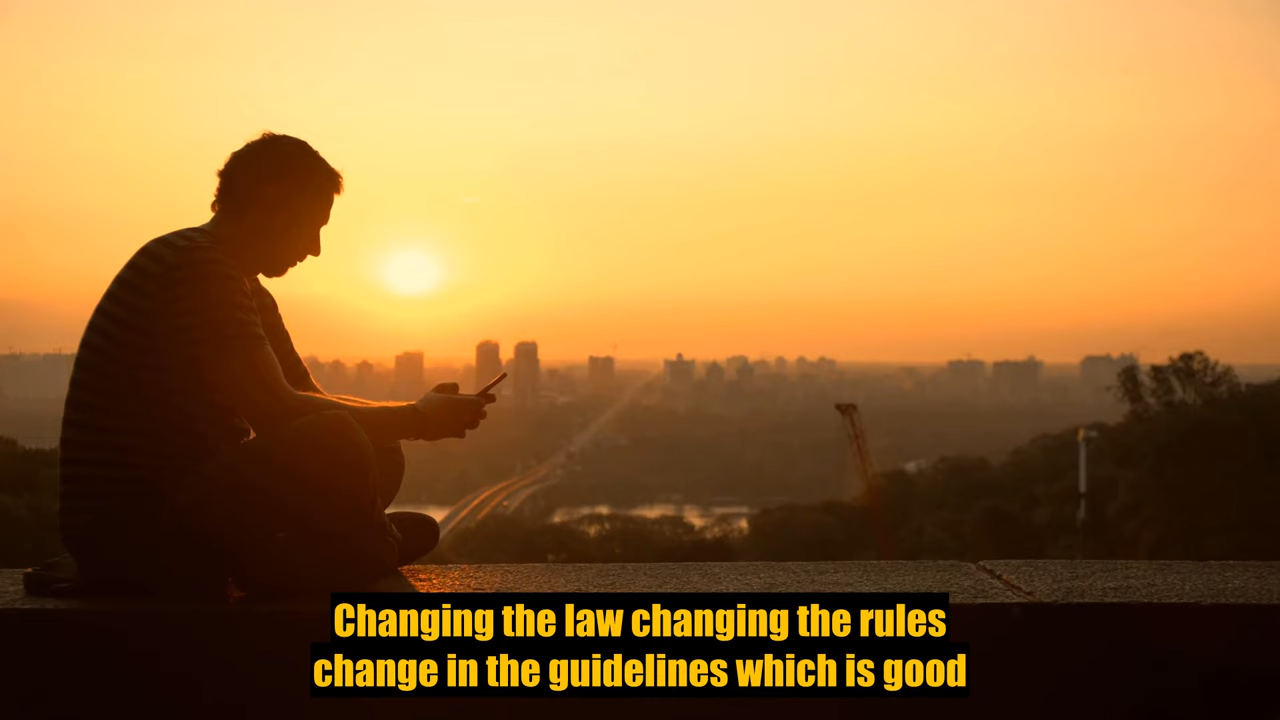 Changing the law changing the rules
change in the guidelines which is good